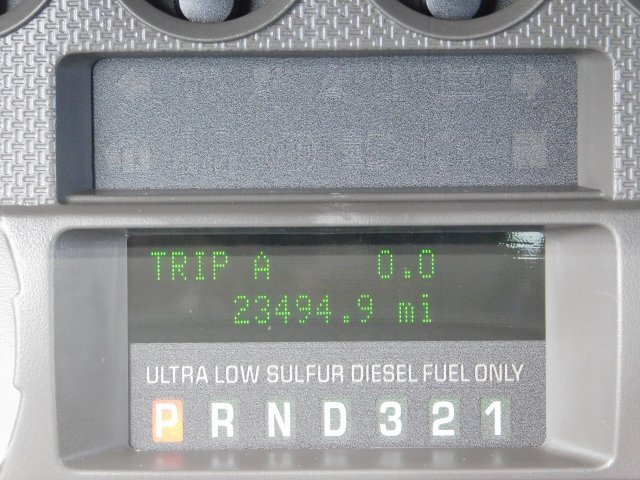 TRIP A 0.0
23494.9 mi
ULTRA LOW SULFUR DIESEL FUEL ONLY
P R N D 3 2 1